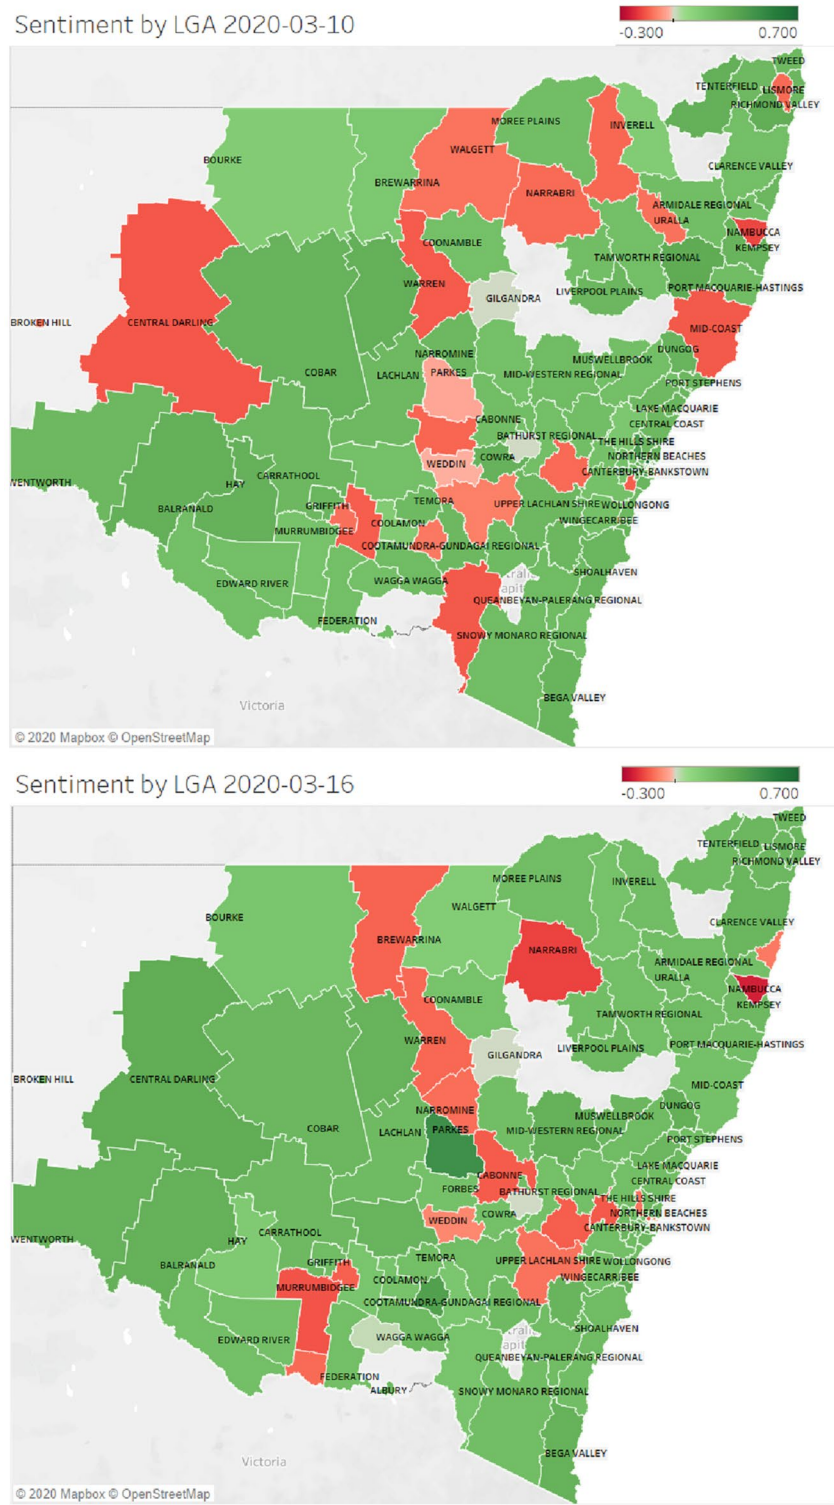 Sentiment by LGA 2020-03-10
-0.300
0.700
TWEED
TENTERFIELD
LISMORE
RICHMOND VALLEY
MOREE PLAINS
INVERELL
WALGETT
BOURKE
CLARENCE VALLEY
BREWARRINA
NARRABRI
ARMIDALE REGIONAL
URALLA
NAMBUCCA
COONAMBLE
KEMPSEY
TAMWORTH REGIONAL
WARREN
PORT MACQUARIE-HASTINGS
LIVERPOOL PLAINS
GILGANDRA
BROKEN HILL
CENTRAL DARLING
MID-COAST
DUNGOG
NARROMINE
MUSWELLBROOK
COBAR
LACHLAN
PARKES
MID-WESTERN REGIONAL
PORT STEPHENS
LAKE MACQUARIE
CABONNE
CENTRAL COAST
BATHURST REGIONAL
THE HILLS SHIRE
COWRA
NORTHERN BEACHES
WEDDIN
CANTERBURY-BANKSTOWN
WENTWORTH
HAY
CARRATHOOL
BALRANALD
GRIFFITH
TEMORA
UPPER LACHLAN SHIRE
WOLLONGONG
MURRUMBIDGEE
COOLAMON
WINGECARRIBEE
COOTAMUNDRA-GUNDAGAI REGIONAL
EDWARD RIVER
WAGGA WAGGA
SHOALHAVEN
QUEANBEYAN-PALERANG REGIONAL
FEDERATION
SNOWY MONARO REGIONAL
BEGA VALLEY
Victoria
© 2020 Mapbox © OpenStreetMap
Sentiment by LGA 2020-03-16
-0.300
0.700
TWEED
TENTERFIELD
LISMORE
RICHMOND VALLEY
MOREE PLAINS
INVERELL
WALGETT
BOURKE
CLARENCE VALLEY
BREWARRINA
NARRABRI
ARMIDALE REGIONAL
URALLA
NAMBUCCA
COONAMBLE
KEMPSEY
TAMWORTH REGIONAL
WARREN
PORT MACQUARIE-HASTINGS
LIVERPOOL PLAINS
GILGANDRA
BROKEN HILL
CENTRAL DARLING
MID-COAST
DUNGOG
NARROMINE
MUSWELLBROOK
COBAR
LACHLAN
PARKES
MID-WESTERN REGIONAL
PORT STEPHENS
LAKE MACQUARIE
CABONNE
CENTRAL COAST
FORBES
BATHURST REGIONAL
THE HILLS SHIRE
COWRA
NORTHERN BEACHES
WEDDIN
CANTERBURY-BANKSTOWN
WENTWORTH
HAY
CARRATHOOL
BALRANALD
GRIFFITH
TEMORA
UPPER LACHLAN SHIRE
WOLLONGONG
MURRUMBIDGEE
COOLAMON
WINGECARRIBEE
COOTAMUNDRA-GUNDAGAI REGIONAL
EDWARD RIVER
WAGGA WAGGA
SHOALHAVEN
QUEANBEYAN-PALERANG REGIONAL
FEDERATION
ALBURY
SNOWY MONARO REGIONAL
BEGA VALLEY
Victoria
© 2020 Mapbox © OpenStreetMap